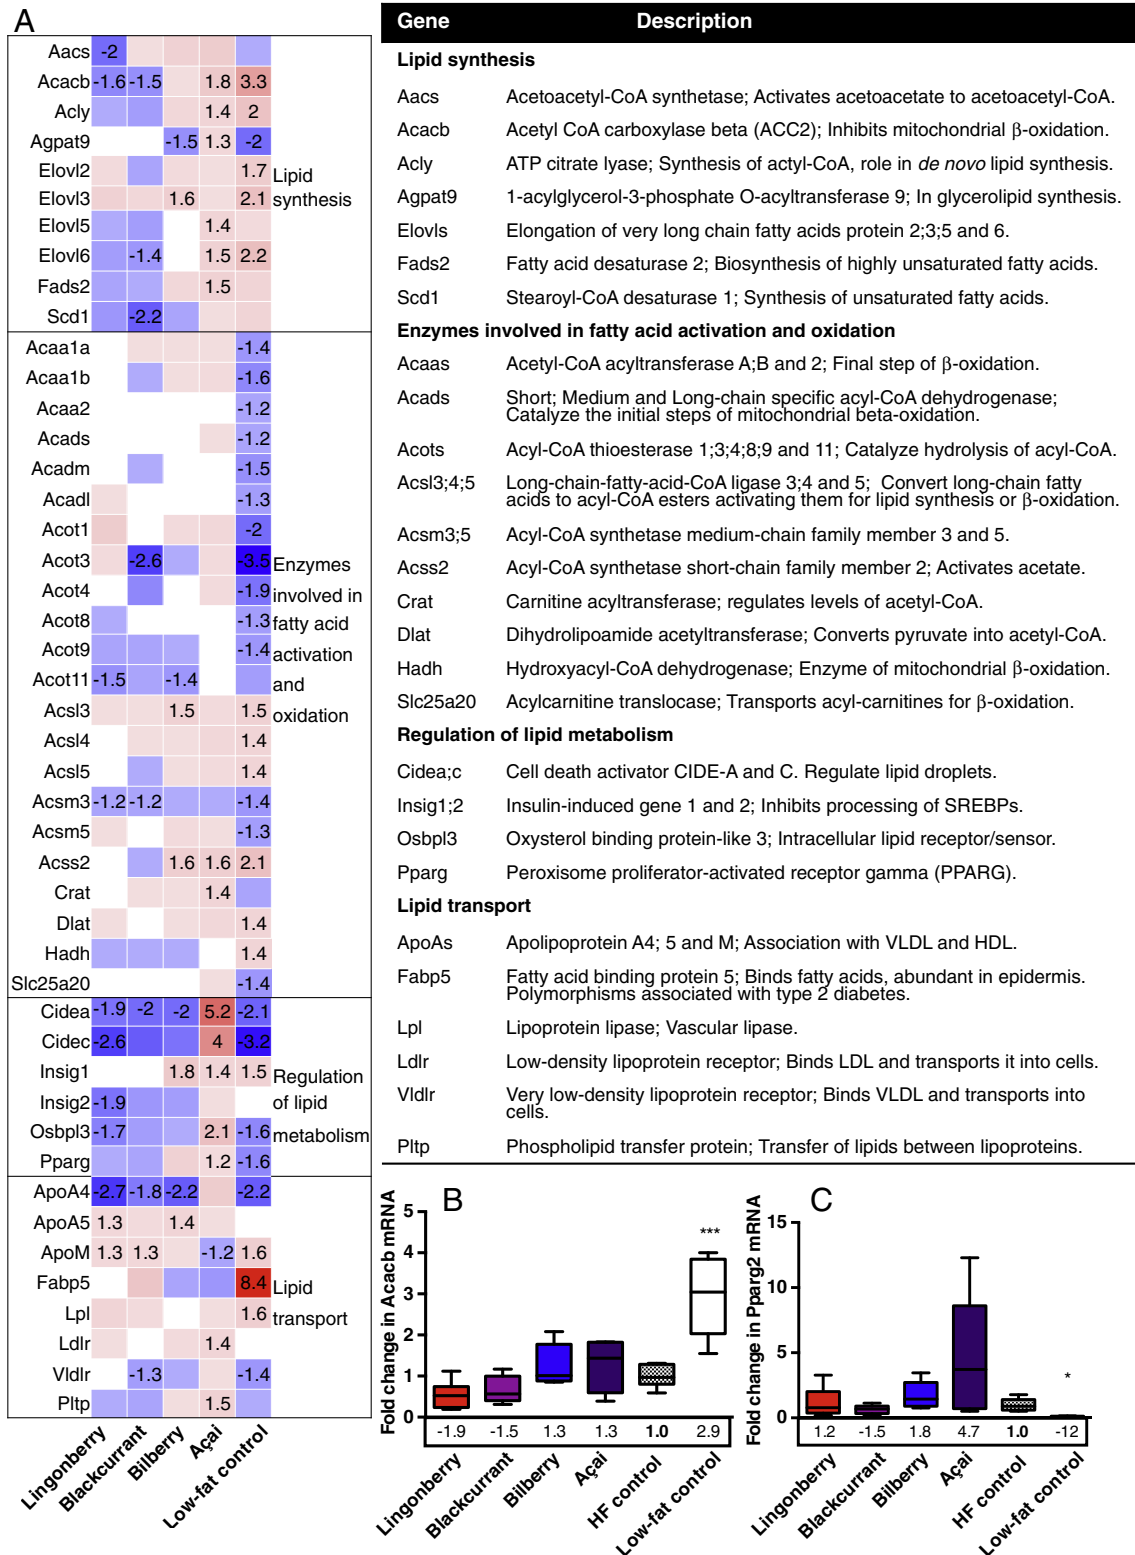 A
Aacs -2
Acacb -1.6 -1.5 1.8 3.3
Acly 1.4 2
Agpat9 -1.5 1.3 -2
Elovl2 1.7
Elovl3 1.6 2.1
Elovl5 1.4
Elovl6 -1.4 1.5 2.2
Fads2 1.5
Scd1 -2.2
Lipid
synthesis
Acaa1a -1.4
Acaa1b -1.6
Acaa2 -1.2
Acads -1.2
Acadm -1.5
Acadl -1.3
Acot1 -2
Acot3 -2.6 -3.5
Acot4 -1.9
Acot8 -1.3
Acot9 -1.4
Acot11 -1.5 -1.4
Acsl3 1.5 1.5
Acsl4 1.4
Acsl5 1.4
Acsm3 -1.2 -1.2 -1.4
Acsm5 -1.3
Acss2 1.6 1.6 2.1
Crat 1.4
Dlat 1.4
Hadh 1.4
Slc25a20 -1.4
Enzymes
involved in
fatty acid
activation
and
oxidation
Cidea -1.9 -2 -2 5.2 -2.1
Cidec -2.6 4 -3.2
Insig1 1.8 1.4 1.5
Insig2 -1.9
Osbpl3 -1.7 2.1 -1.6
Pparg 1.2 -1.6
Regulation
of lipid
metabolism
ApoA4 -2.7 -1.8 -2.2 -2.2
ApoA5 1.3 1.4
ApoM 1.3 1.3 -1.2 1.6
Fabp5 8.4
Lpl 1.6
Ldlr 1.4
Vldlr -1.3 -1.4
Pltp 1.5
Lipid
transport
Lingonberry
Blackcurrant
Bilberry
Açai
Low-fat control
Gene Description
Lipid synthesis
Aacs Acetoacetyl-CoA synthetase; Activates acetoacetate to acetoacetyl-CoA.
Acacb Acetyl CoA carboxylase beta (ACC2); Inhibits mitochondrial β-oxidation.
Acly ATP citrate lyase; Synthesis of actyl-CoA, role in de novo lipid synthesis.
Agpat9 1-acylglycerol-3-phosphate O-acyltransferase 9; In glycerolipid synthesis.
Elovls Elongation of very long chain fatty acids protein 2;3;5 and 6.
Fads2 Fatty acid desaturase 2; Biosynthesis of highly unsaturated fatty acids.
Scd1 Stearoyl-CoA desaturase 1; Synthesis of unsaturated fatty acids.
Enzymes involved in fatty acid activation and oxidation
Acaas Acetyl-CoA acyltransferase A;B and 2; Final step of β-oxidation.
Acads Short; Medium and Long-chain specific acyl-CoA dehydrogenase;
Catalyze the initial steps of mitochondrial beta-oxidation.
Acots Acyl-CoA thioesterase 1;3;4;8;9 and 11; Catalyze hydrolysis of acyl-CoA.
Acsl3;4;5 Long-chain-fatty-acid-CoA ligase 3;4 and 5; Convert long-chain fatty
acids to acyl-CoA esters activating them for lipid synthesis or β-oxidation.
Acsm3;5 Acyl-CoA synthetase medium-chain family member 3 and 5.
Acss2 Acyl-CoA synthetase short-chain family member 2; Activates acetate.
Crat Carnitine acyltransferase; regulates levels of acetyl-CoA.
Dlat Dihydrolipoamide acetyltransferase; Converts pyruvate into acetyl-CoA.
Hadh Hydroxyacyl-CoA dehydrogenase; Enzyme of mitochondrial β-oxidation.
Slc25a20 Acylcarnitine translocase; Transports acyl-carnitines for β-oxidation.
Regulation of lipid metabolism
Cidea;c Cell death activator CIDE-A and C. Regulate lipid droplets.
Insig1;2 Insulin-induced gene 1 and 2; Inhibits processing of SREBPs.
Osbpl3 Oxysterol binding protein-like 3; Intracellular lipid receptor/sensor.
Pparg Peroxisome proliferator-activated receptor gamma (PPARG).
Lipid transport
ApoAs Apolipoprotein A4; 5 and M; Association with VLDL and HDL.
Fabp5 Fatty acid binding protein 5; Binds fatty acids, abundant in epidermis.
Polymorphisms associated with type 2 diabetes.
Lpl Lipoprotein lipase; Vascular lipase.
Ldlr Low-density lipoprotein receptor; Binds LDL and transports it into cells.
Vldlr Very low-density lipoprotein receptor; Binds VLDL and transports into
cells.
Pltp Phospholipid transfer protein; Transfer of lipids between lipoproteins.
B
Fold change in Acacb mRNA
5
4
3
2
1
0
***
-1.9 -1.5 1.3 1.3 1.0 2.9
Lingonberry
Blackcurrant
Bilberry
Açai
HF control
Low-fat control
C
Fold change in Pparg2 mRNA
15
10
5
0
*
1.2 -1.5 1.8 4.7 1.0 -12
Lingonberry
Blackcurrant
Bilberry
Açai
HF control
Low-fat control